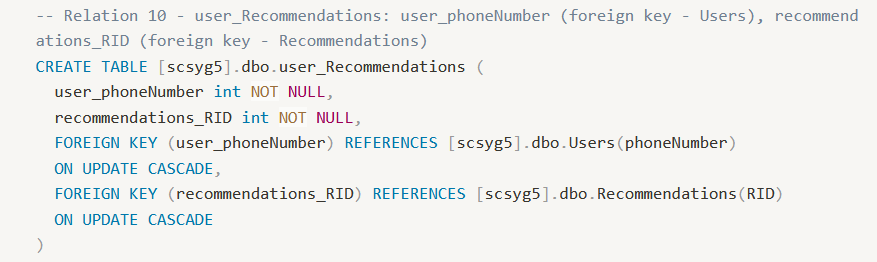 -- Relation 10 - user_Recommendations: user_phoneNumber (foreign key - Users), recommend
ations_RID (foreign key - Recommendations)
CREATE TABLE [scsyg5].dbo.user_Recommendations (
  user_phoneNumber int NOT NULL,
  recommendations_RID int NOT NULL,
  FOREIGN KEY (user_phoneNumber) REFERENCES [scsyg5].dbo.Users(phoneNumber)
  ON UPDATE CASCADE,
  FOREIGN KEY (recommendations_RID) REFERENCES [scsyg5].dbo.Recommendations(RID)
  ON UPDATE CASCADE
)